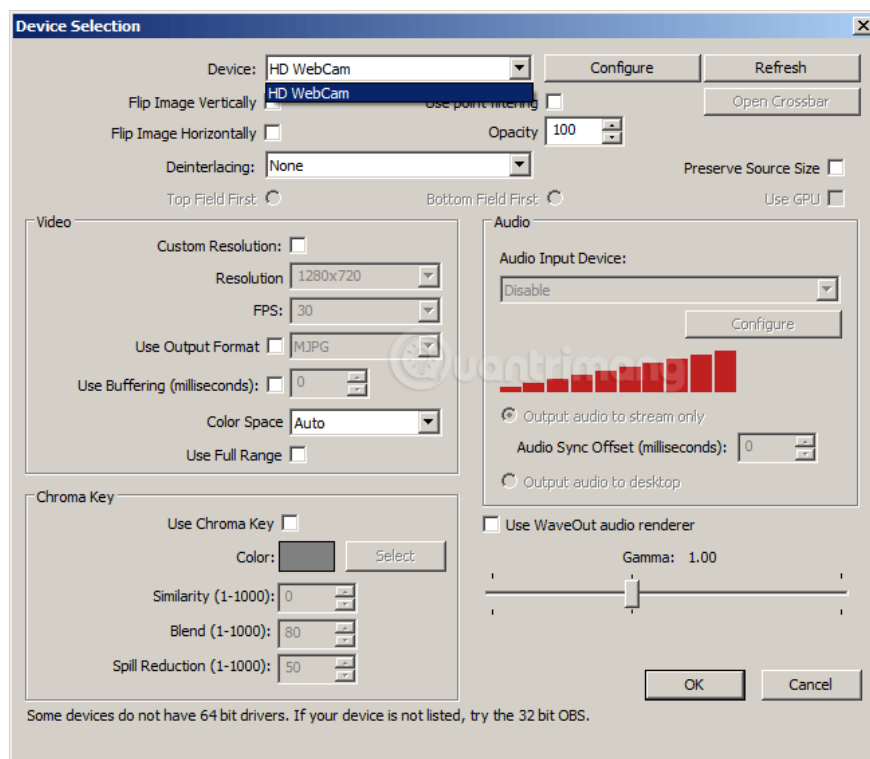 Device Selection
Device: HD WebCam Configure Refresh
HD WebCam
Flip Image Vertically Use point filtering Open Crossbar
Flip Image Horizontally Opacity 100
Deinterlacing: None Preserve Source Size
Top Field First Bottom Field First Use GPU
Video
Custom Resolution:
Resolution 1280x720
FPS: 30
Use Output Format MJPG
Use Buffering (milliseconds): 0
Color Space Auto
Use Full Range
Audio
Audio Input Device:
Disable
Configure
Quantrimang
Output audio to stream only
Audio Sync Offset (milliseconds): 0
Output audio to desktop
Chroma Key
Use Chroma Key
Color: Select
Similarity (1-1000): 0
Blend (1-1000): 80
Spill Reduction (1-1000): 50
Use WaveOut audio renderer
Gamma: 1.00
OK Cancel
Some devices do not have 64 bit drivers. If your device is not listed, try the 32 bit OBS.